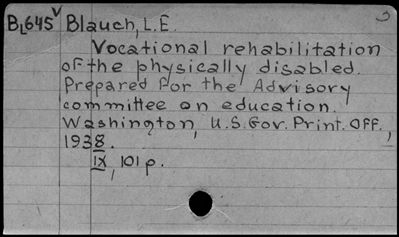 BL645 v Blauch, L.E.
Vocational rehabilitation
of the physically disabled.
Prepared for the Advisory
committee on education.
Washington, U.S. Gov. Print. Off.,
1938.
IX, 101 p.